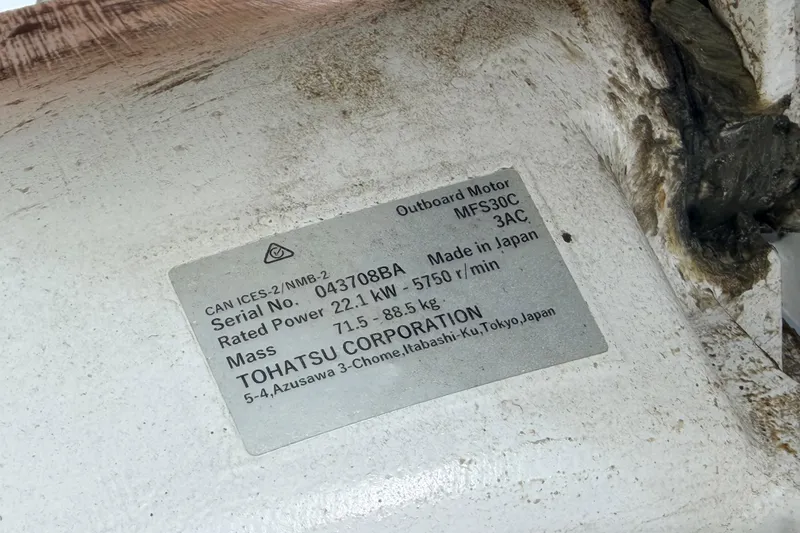 Outboard Motor
MFS30C
3AC
CAN ICES-2/NMB-2
Serial No. 043708BA Made in Japan
Rated Power 22.1 kW - 5750 r/min
Mass 71.5 - 88.5 kg
TOHATSU CORPORATION
5-4,Azusawa 3-Chome,Itabashi-Ku,Tokyo,Japan